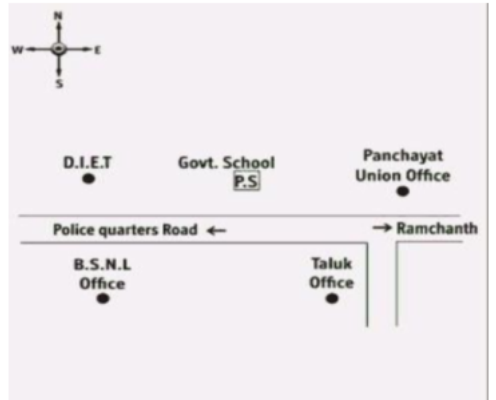 N
W E
S
D.I.E.T
Govt. School
P.S
Panchayat
Union Office
Police quarters Road ←
→ Ramchanth
B.S.N.L
Office
Taluk
Office